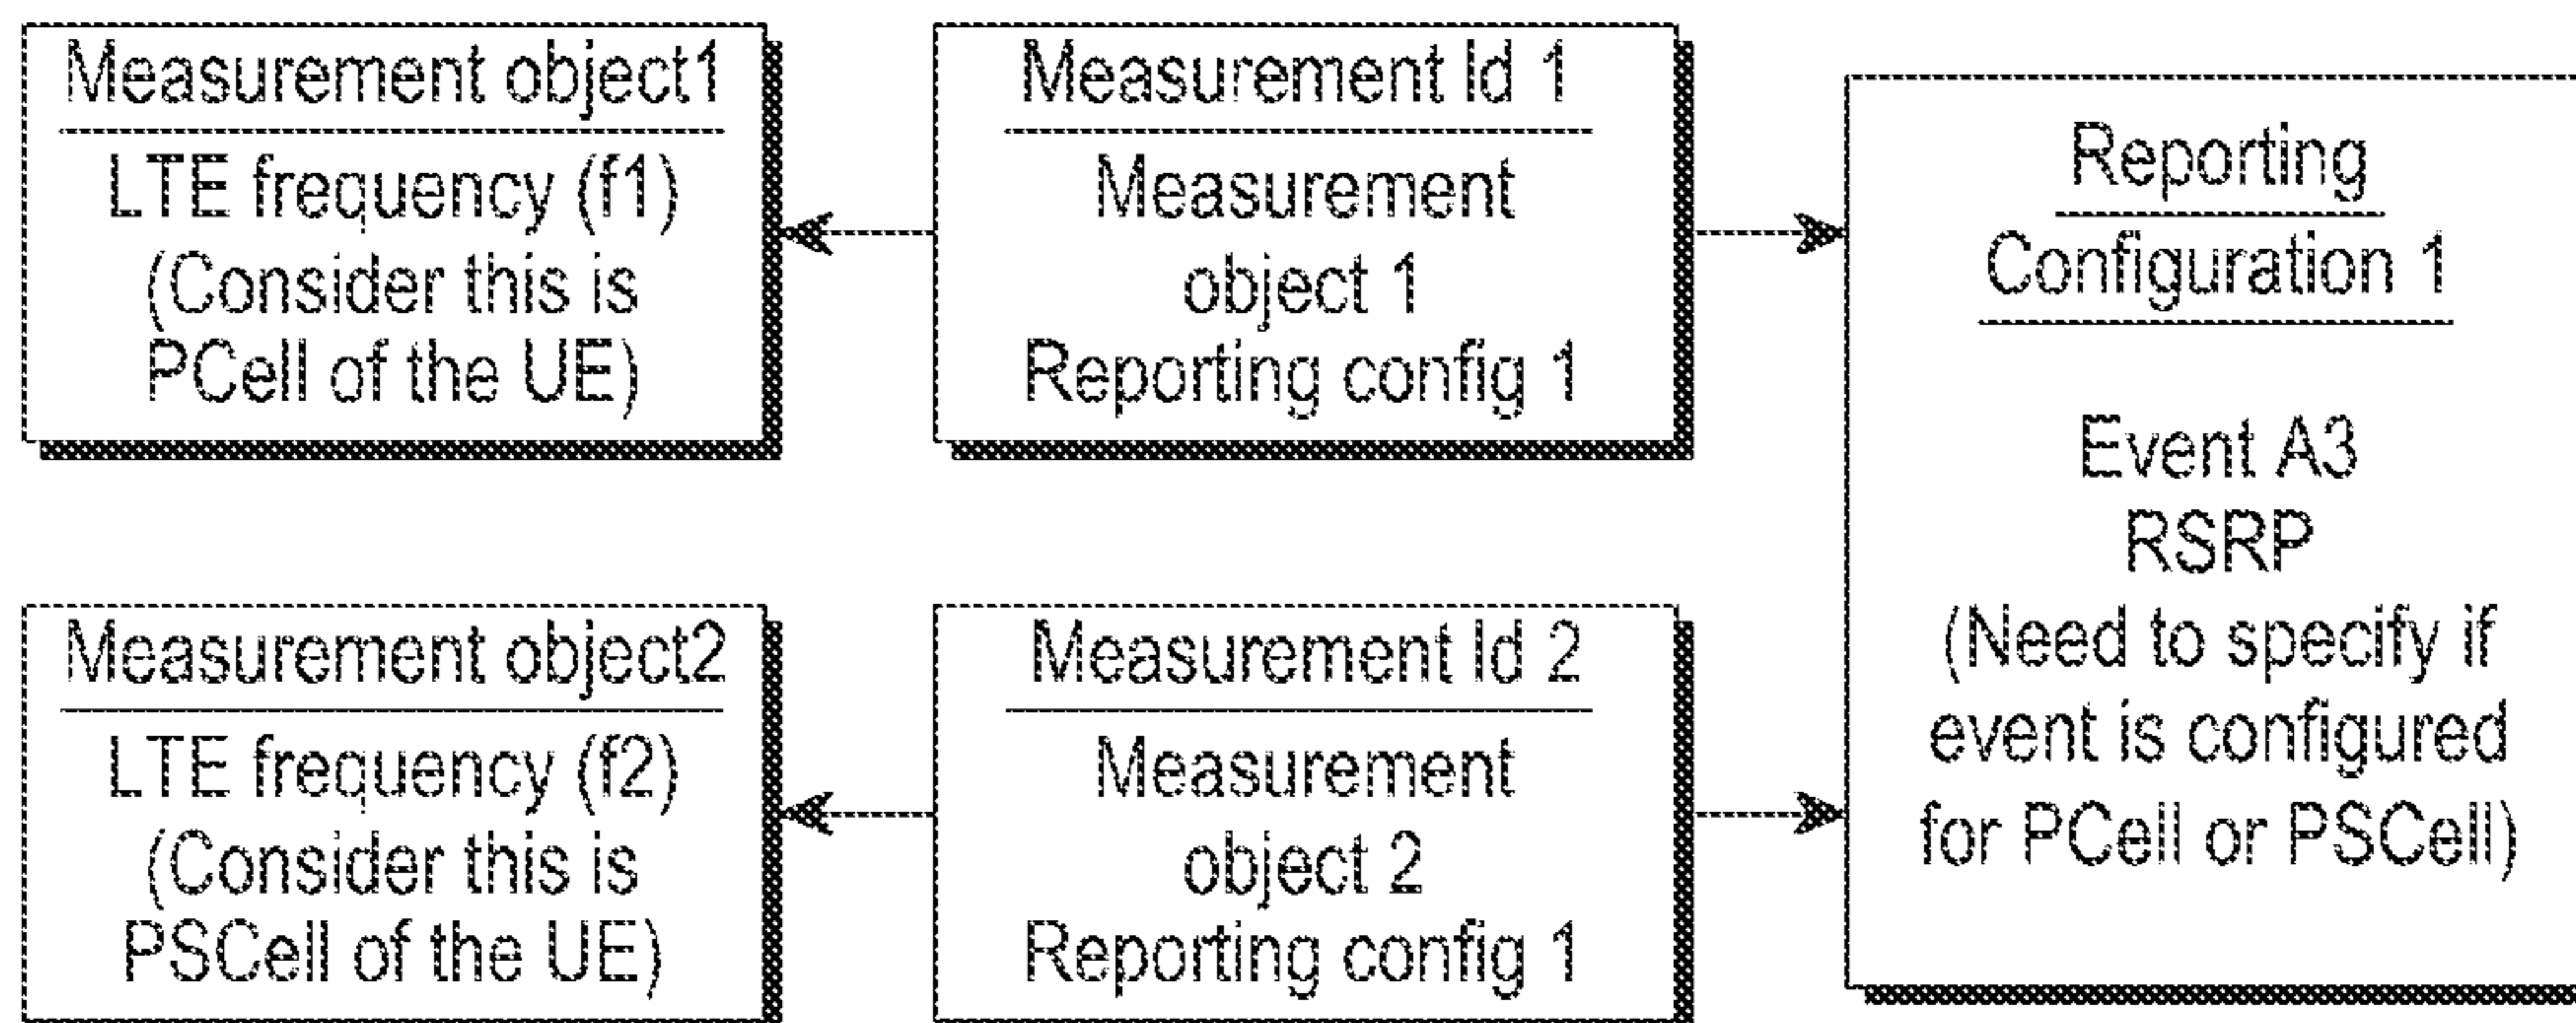 Measurement object1
LTE frequency (f1)
(Consider this is
PCell of the UE)
Measurement Id 1
Measurement
object 1
Reporting config 1
Reporting
Configuration 1
Event A3
RSRP
(Need to specify if
event is configured
for PCell or PSCell)
Measurement object2
LTE frequency (f2)
(Consider this is
PSCell of the UE)
Measurement Id 2
Measurement
object 2
Reporting config 1